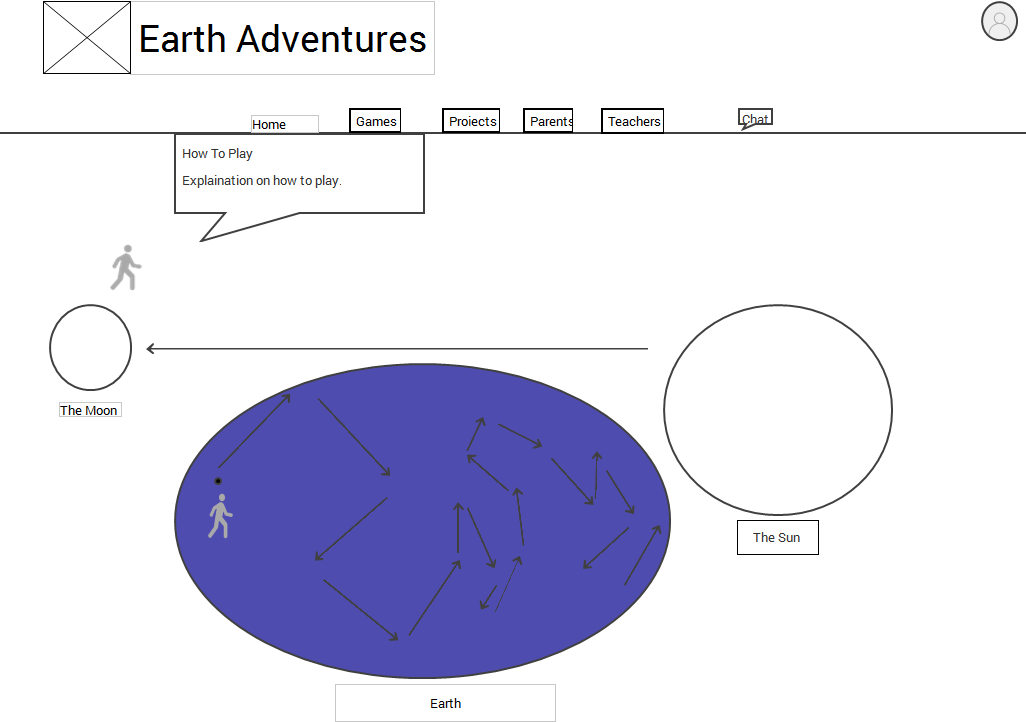 Earth Adventures
Home Games Proiects Parents Teachers Chat
How To Play
Explaination on how to play.
The Moon
The Sun
Earth